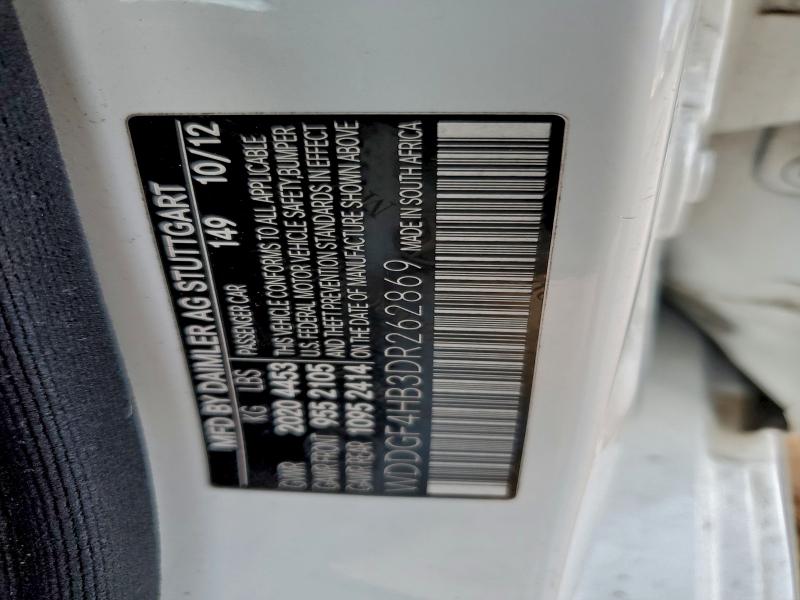 MFD BY DAIMLER AG STUTTGART
PASSENGER CAR 149 10/12
KG LBS
GVWR 2020 4453 THIS VEHICLE CONFORMS TO ALL APPLICABLE
GAWR FRONT 955 2105 U.S. FEDERAL MOTOR VEHICLE SAFETY, BUMPER
GAWR REAR 1095 2414 AND THEFT PREVENTION STANDARDS IN EFFECT
ON THE DATE OF MANUFACTURE SHOWN ABOVE
WDDGF4HB3DR262869 MADE IN SOUTH AFRICA